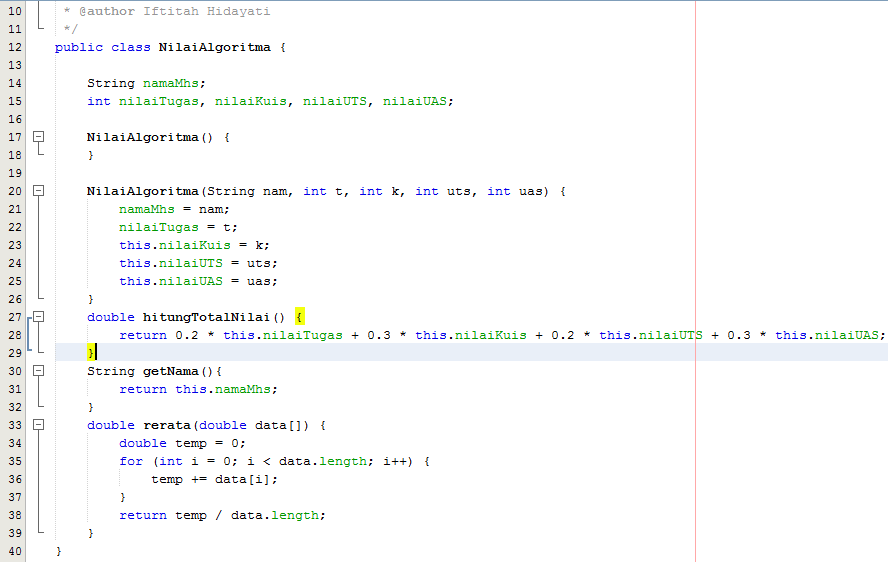 10 * @author Iftitah Hidayati
11 */
12 public class NilaiAlgoritma {
13
14 String namaMhs;
15 int nilaiTugas, nilaiKuis, nilaiUTS, nilaiUAS;
16
17 NilaiAlgoritma() {
18 }
19
20 NilaiAlgoritma(String nam, int t, int k, int uts, int uas) {
21 namaMhs = nam;
22 nilaiTugas = t;
23 this.nilaiKuis = k;
24 this.nilaiUTS = uts;
25 this.nilaiUAS = uas;
26 }
27 double hitungTotalNilai() {
28 return 0.2 * this.nilaiTugas + 0.3 * this.nilaiKuis + 0.2 * this.nilaiUTS + 0.3 * this.nilaiUAS;
29 }
30 String getNama(){
31 return this.namaMhs;
32 }
33 double rerata(double data[]) {
34 double temp = 0;
35 for (int i = 0; i < data.length; i++) {
36 temp += data[i];
37 }
38 return temp / data.length;
39 }
40 }